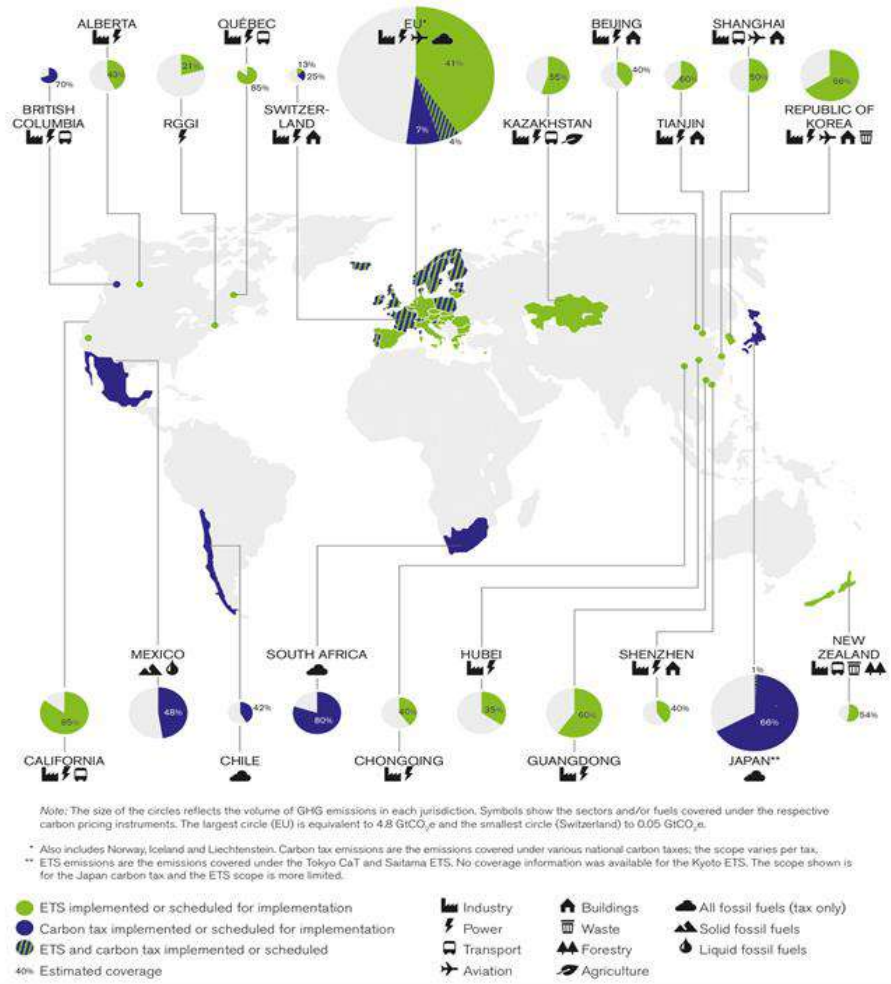 ALBERTA
QUÉBEC
EU*
BEIJING
SHANGHAI
70%
43%
21%
85%
13%
25%
41%
7%
4%
55%
40%
60%
50%
66%
BRITISH
COLUMBIA
RGGI
SWITZER-
LAND
KAZAKHSTAN
TIANJIN
REPUBLIC OF
KOREA
MEXICO
SOUTH AFRICA
HUBEI
SHENZHEN
NEW
ZEALAND
85%
48%
42%
80%
40%
35%
60%
40%
1%
66%
54%
CALIFORNIA
CHILE
CHONGQING
GUANGDONG
JAPAN**
Note: The size of the circles reflects the volume of GHG emissions in each jurisdiction. Symbols show the sectors and/or fuels covered under the respective
carbon pricing instruments. The largest circle (EU) is equivalent to 4.8 GtCO₂e and the smallest circle (Switzerland) to 0.05 GtCO₂e.
* Also includes Norway, Iceland and Liechtenstein. Carbon tax emissions are the emissions covered under various national carbon taxes; the scope varies per tax.
** ETS emissions are the emissions covered under the Tokyo CaT and Saitama ETS. No coverage information was available for the Kyoto ETS. The scope shown is
for the Japan carbon tax and the ETS scope is more limited.
ETS implemented or scheduled for implementation
Carbon tax implemented or scheduled for implementation
ETS and carbon tax implemented or scheduled
40% Estimated coverage
Industry
Power
Transport
Aviation
Buildings
Waste
Forestry
Agriculture
All fossil fuels (tax only)
Solid fossil fuels
Liquid fossil fuels